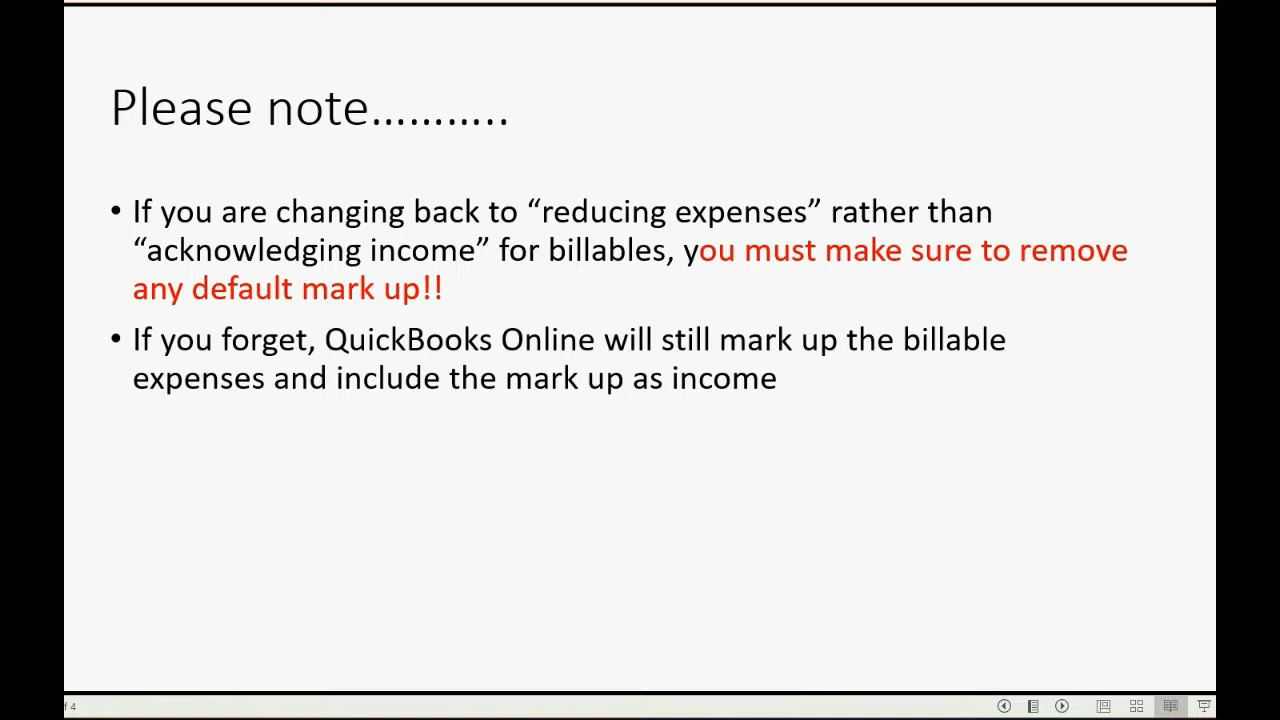 Please note...........
• If you are changing back to “reducing expenses” rather than
“acknowledging income” for billables, you must make sure to remove
any default mark up!!
• If you forget, QuickBooks Online will still mark up the billable
expenses and include the mark up as income
f 4